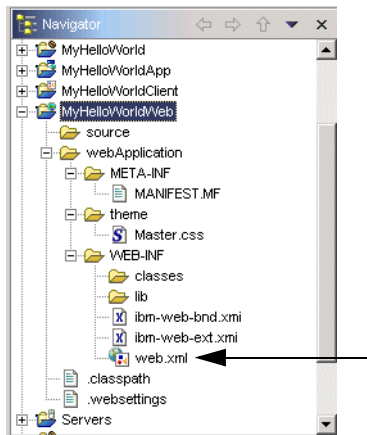 Navigator
MyHelloWorld
MyHelloWorldApp
MyHelloWorldClient
MyHelloWorldWeb
source
webApplication
META-INF
MANIFEST.MF
theme
Master.css
WEB-INF
classes
lib
ibm-web-bnd.xmi
ibm-web-ext.xmi
web.xml
.classpath
.websettings
Servers